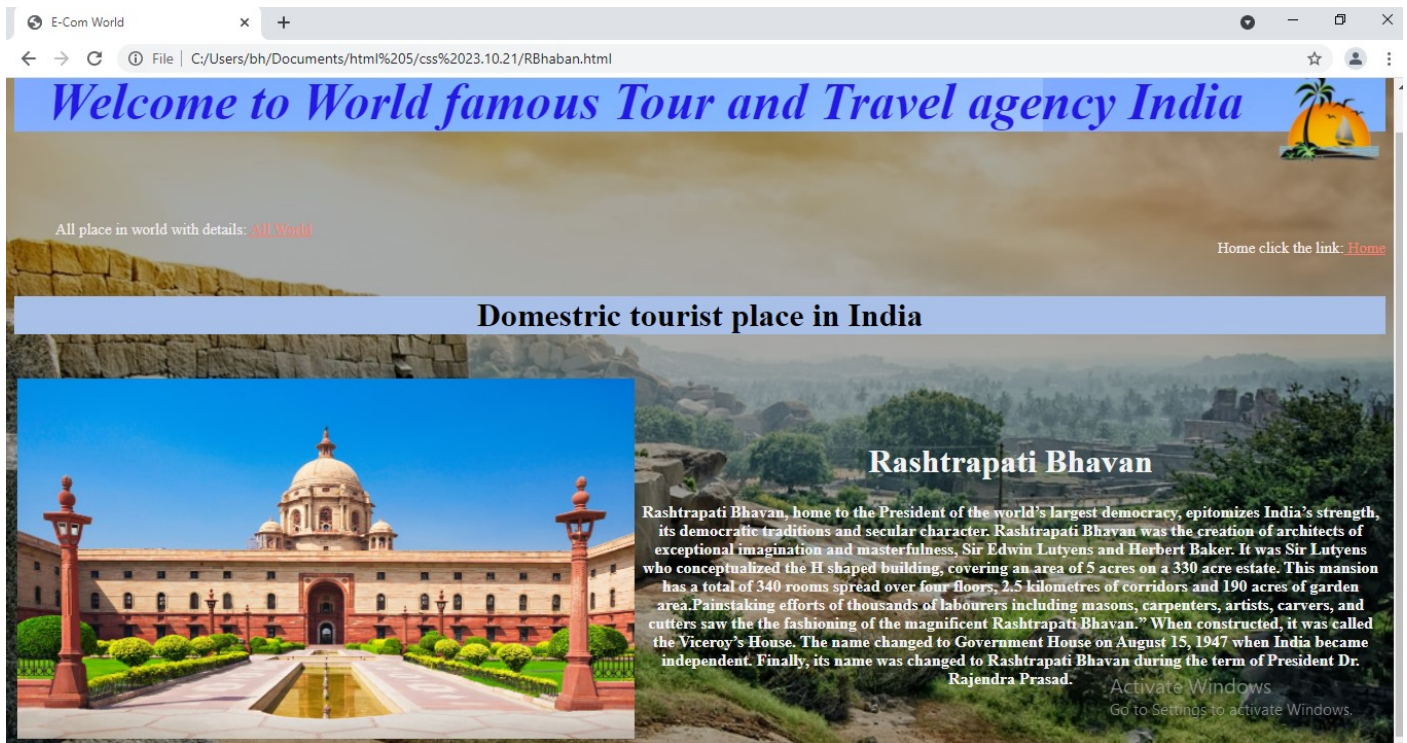 E-Com World
File | C:/Users/bh/Documents/html%205/css%2023.10.21/RBhaban.html
Welcome to World famous Tour and Travel agency India
All place in world with details: All World
Home click the link: Home
Domestric tourist place in India
Rashtrapati Bhavan
Rashtrapati Bhavan, home to the President of the world’s largest democracy, epitomizes India’s strength,
its democratic traditions and secular character. Rashtrapati Bhavan was the creation of architects of
exceptional imagination and masterfulness, Sir Edwin Lutyens and Herbert Baker. It was Sir Lutyens
who conceptualized the H shaped building, covering an area of 5 acres on a 330 acre estate. This mansion
has a total of 340 rooms spread over four floors, 2.5 kilometres of corridors and 190 acres of garden
area.Painstaking efforts of thousands of labourers including masons, carpenters, artists, carvers, and
cutters saw the the fashioning of the magnificent Rashtrapati Bhavan.” When constructed, it was called
the Viceroy’s House. The name changed to Government House on August 15, 1947 when India became
independent. Finally, its name was changed to Rashtrapati Bhavan during the term of President Dr.
Rajendra Prasad.
Activate Windows
Go to Settings to activate Windows.